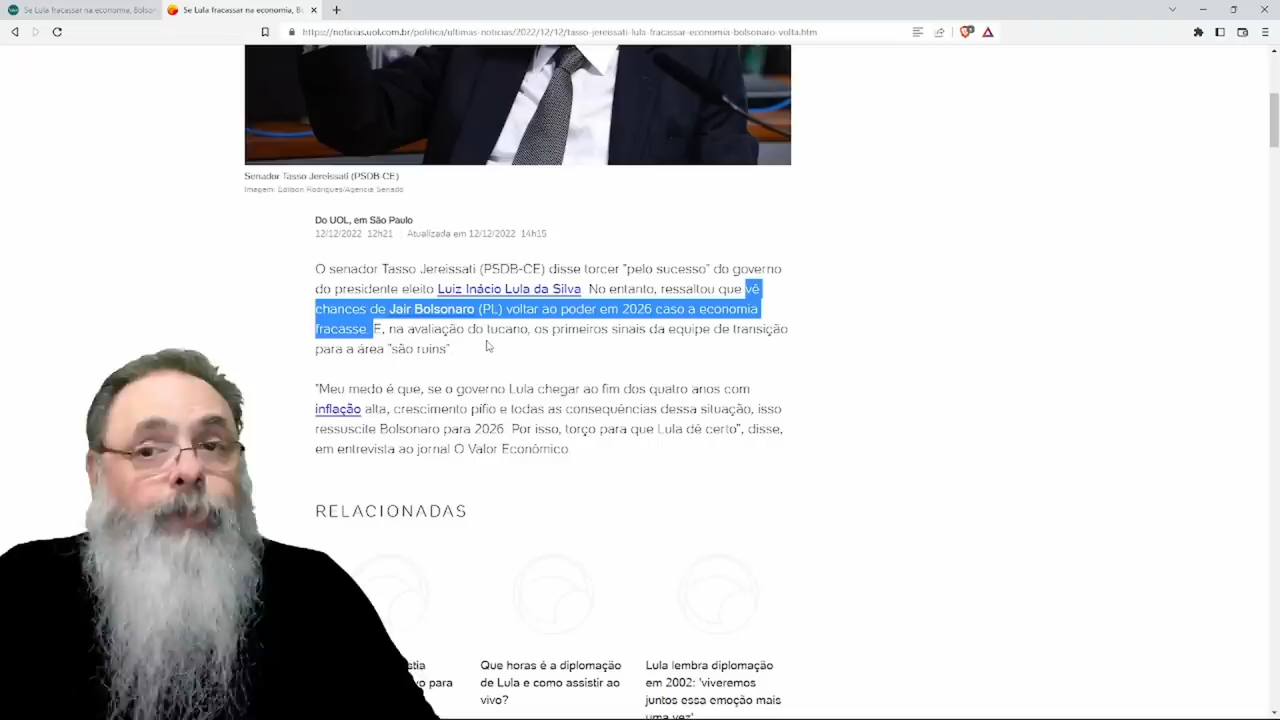 Se Lula fracassar na economia, Bolson
Se Lula fracassar na economia, Bo
https://noticias.uol.com.br/politica/ultimas-noticias/2022/12/12/tasso-jereissati-lula-fracassar-economia-bolsonaro-volta.htm
Senador Tasso Jereissati (PSDB-CE)
Imagem: Edilson Rodrigues/Agência Senado
Do UOL, em São Paulo
12/12/2022 12h21 Atualizada em 12/12/2022 14h15
O senador Tasso Jereissati (PSDB-CE) disse torcer "pelo sucesso" do governo
do presidente eleito Luiz Inácio Lula da Silva. No entanto, ressaltou que vê
chances de Jair Bolsonaro (PL) voltar ao poder em 2026 caso a economia
fracasse. E, na avaliação do tucano, os primeiros sinais da equipe de transição
para a área "são ruins".
"Meu medo é que, se o governo Lula chegar ao fim dos quatro anos com
inflação alta, crescimento pífio e todas as consequências dessa situação, isso
ressuscite Bolsonaro para 2026. Por isso, torço para que Lula dê certo", disse,
em entrevista ao jornal O Valor Econômico.
RELACIONADAS
stia
vo para
Que horas é a diplomação
de Lula e como assistir ao
vivo?
Lula lembra diplomação
em 2002: 'viveremos
juntos essa emoção mais
uma vez'